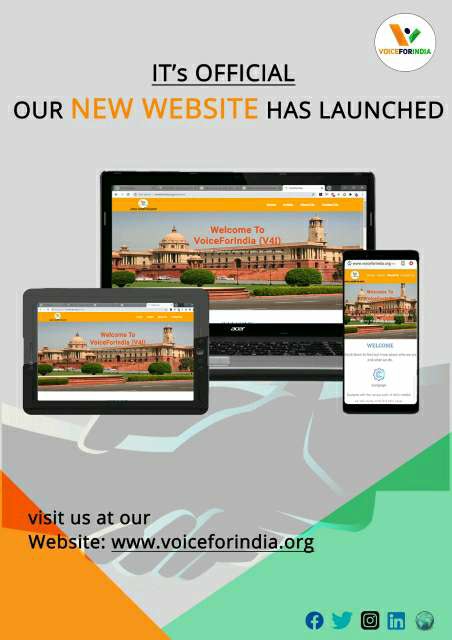 VOICEFORINDIA
IT's OFFICIAL
OUR NEW WEBSITE HAS LAUNCHED
Welcome To
VoiceForIndia (V4I)
acer
www.voiceforindia.org
Welcome To
VoiceForIndia (V4I)
Welcome To
WELCOME
visit us at our
Website: www.voiceforindia.org